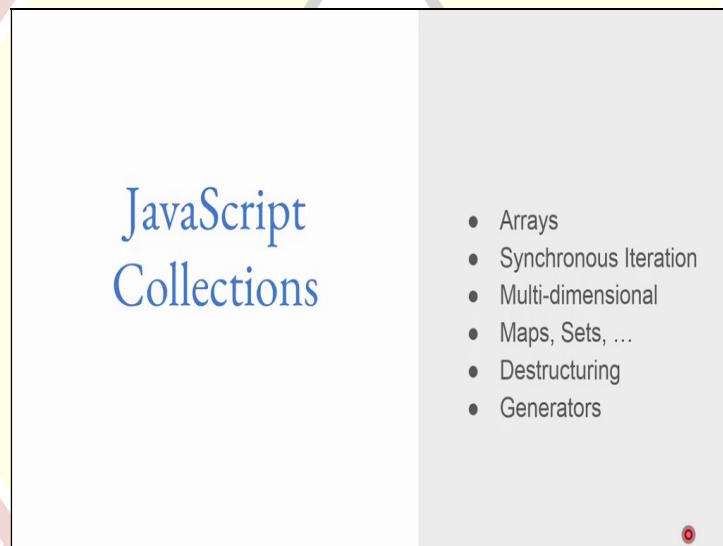 JavaScript
Collections
● Arrays
● Synchronous Iteration
● Multi-dimensional
● Maps, Sets, …
● Destructuring
● Generators